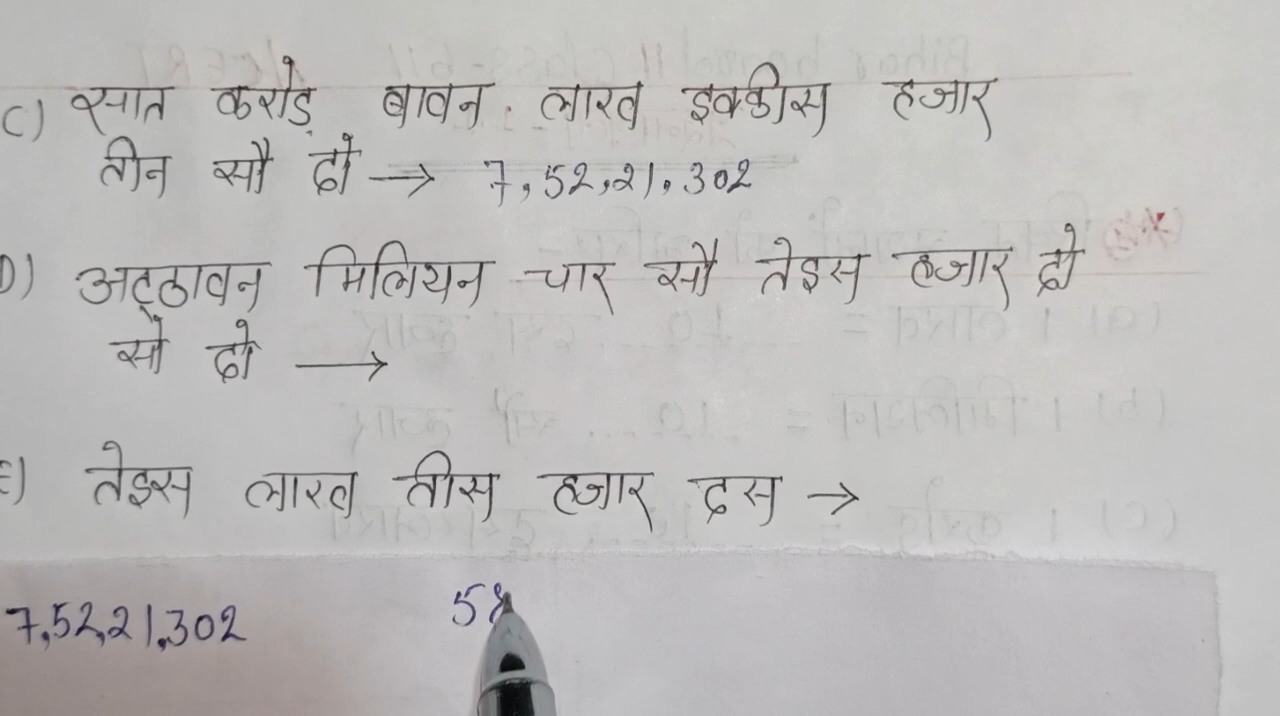 C) सात करोड़ बावन लाख इक्कीस हजार
तीन सौ दो → 7,52,21,302
D) अट्ठावन मिलियन चार सौ तेइस हजार दो
सौ दो →
E) तेइस लाख तीस हजार दस →
7,52,21,302 58